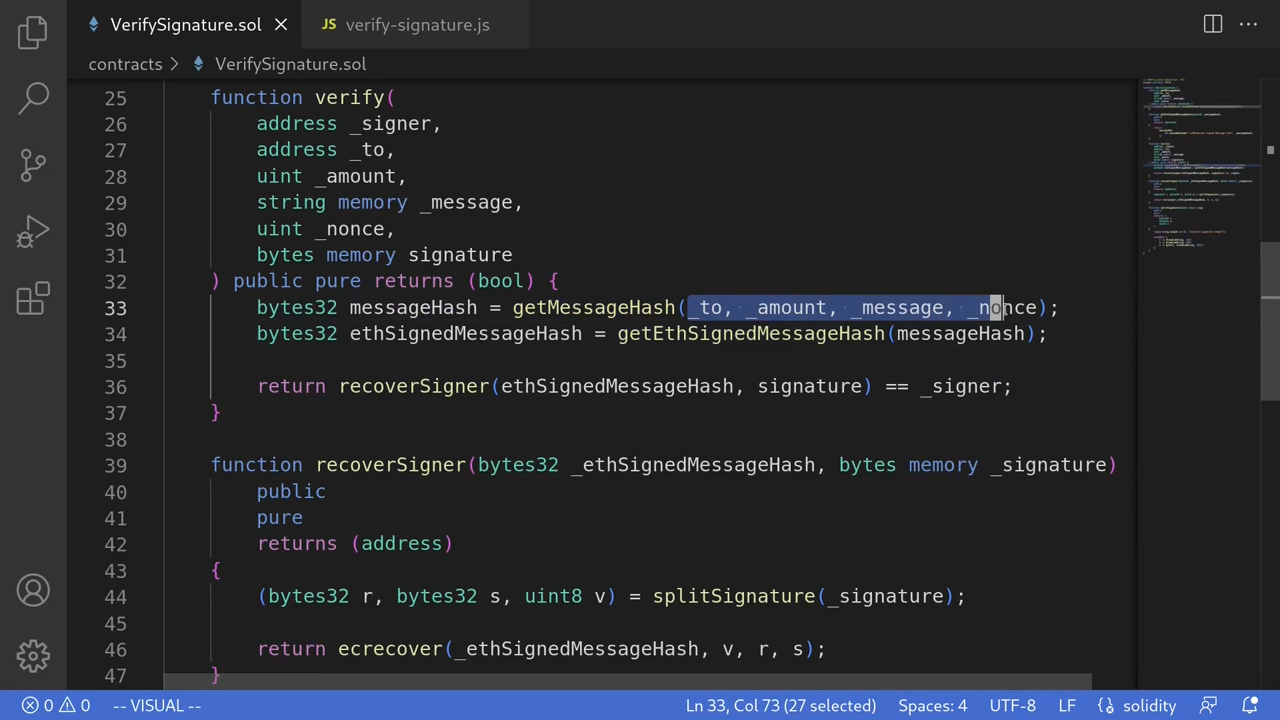 VerifySignature.sol
JS verify-signature.js
contracts > VerifySignature.sol
25 function verify(
26 address _signer,
27 address _to,
28 uint _amount,
29 string memory _message,
30 uint _nonce,
31 bytes memory signature
32 ) public pure returns (bool) {
33 bytes32 messageHash = getMessageHash(_to, _amount, _message, _nonce);
34 bytes32 ethSignedMessageHash = getEthSignedMessageHash(messageHash);
35
36 return recoverSigner(ethSignedMessageHash, signature) == _signer;
37 }
38
39 function recoverSigner(bytes32 _ethSignedMessageHash, bytes memory _signature)
40 public
41 pure
42 returns (address)
43 {
44 (bytes32 r, bytes32 s, uint8 v) = splitSignature(_signature);
45
46 return ecrecover(_ethSignedMessageHash, v, r, s);
47 }
0 0 -- VISUAL -- Ln 33, Col 73 (27 selected) Spaces: 4 UTF-8 LF solidity